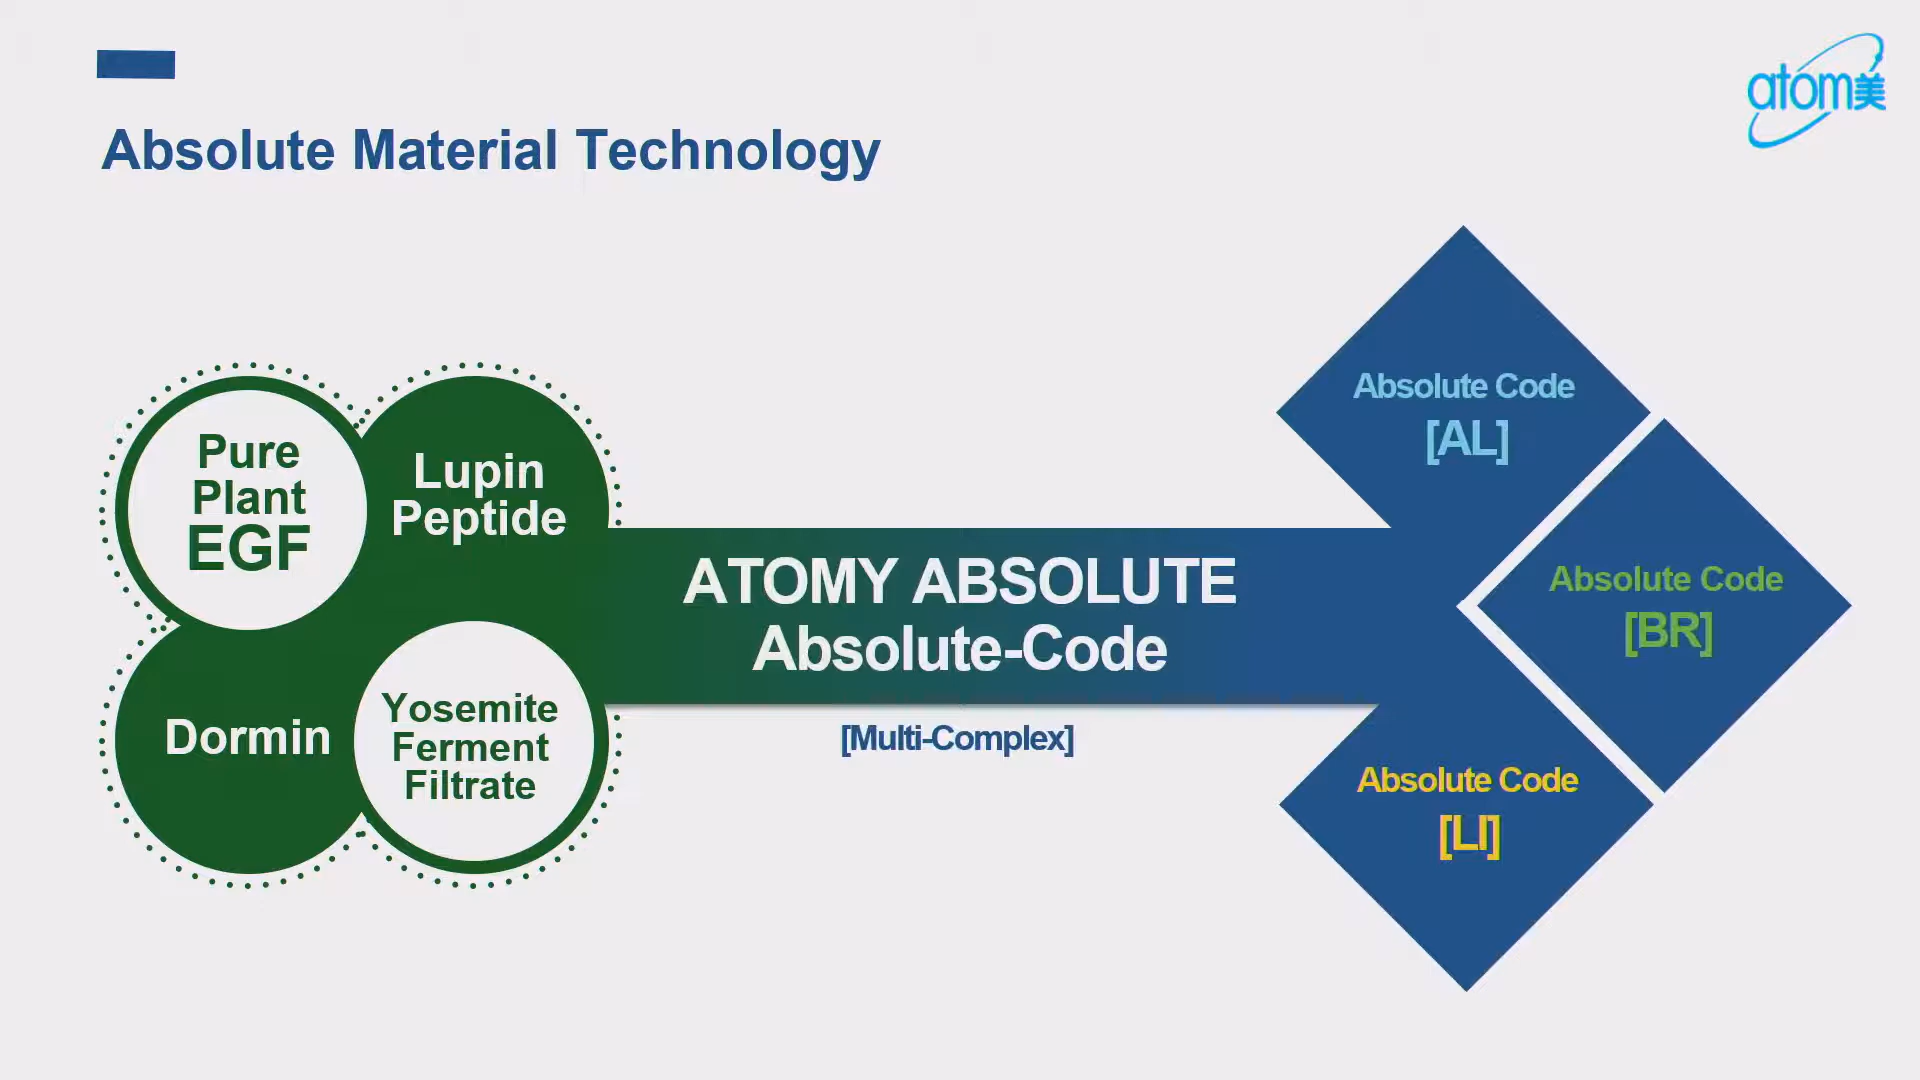 atom美
Absolute Material Technology
Pure
Plant
EGF
Lupin
Peptide
Dormin
Yosemite
Ferment
Filtrate
ATOMY ABSOLUTE
Absolute-Code
[Multi-Complex]
Absolute Code
[AL]
Absolute Code
[BR]
Absolute Code
[LI]